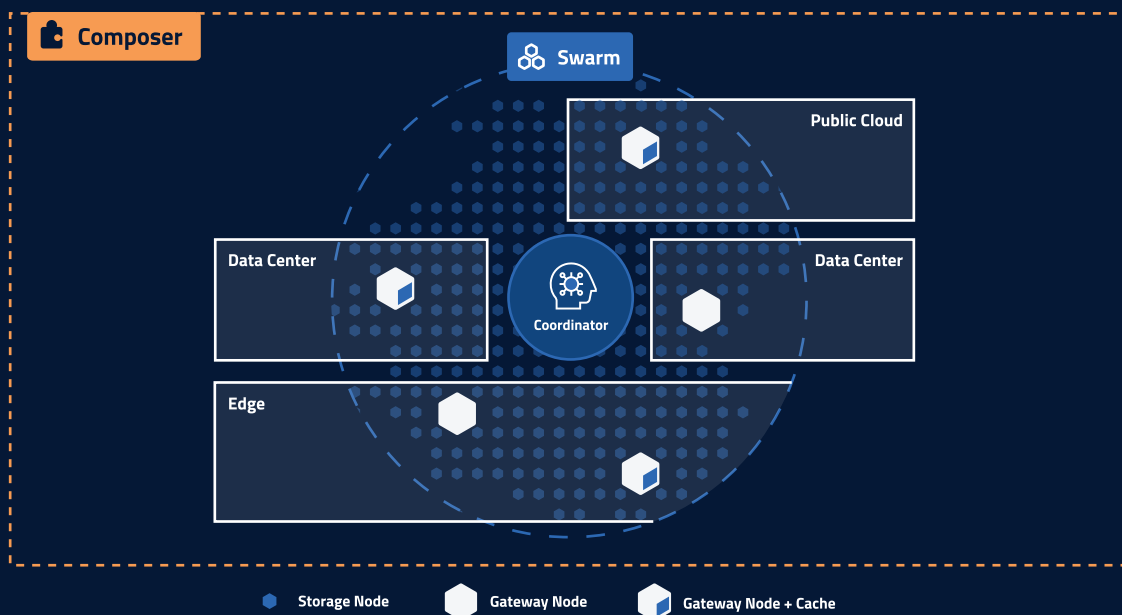 Composer
Swarm
Public Cloud
Data Center
Data Center
Coordinator
Edge
Storage Node
Gateway Node
Gateway Node + Cache